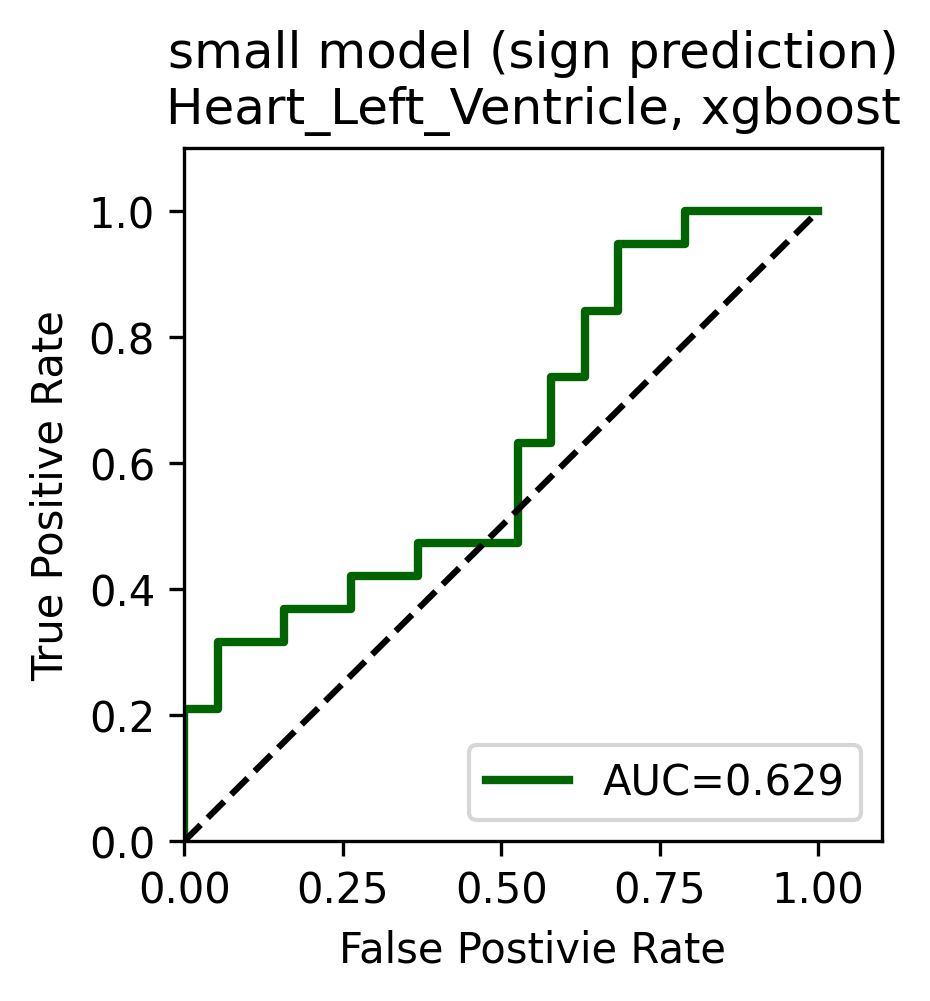 small model (sign prediction)
Heart_Left_Ventricle, xgboost
1.0
0.8
0.6
0.4
0.2
0.0
True Positive Rate
AUC=0.629
0.00 0.25 0.50 0.75 1.00
False Postivie Rate